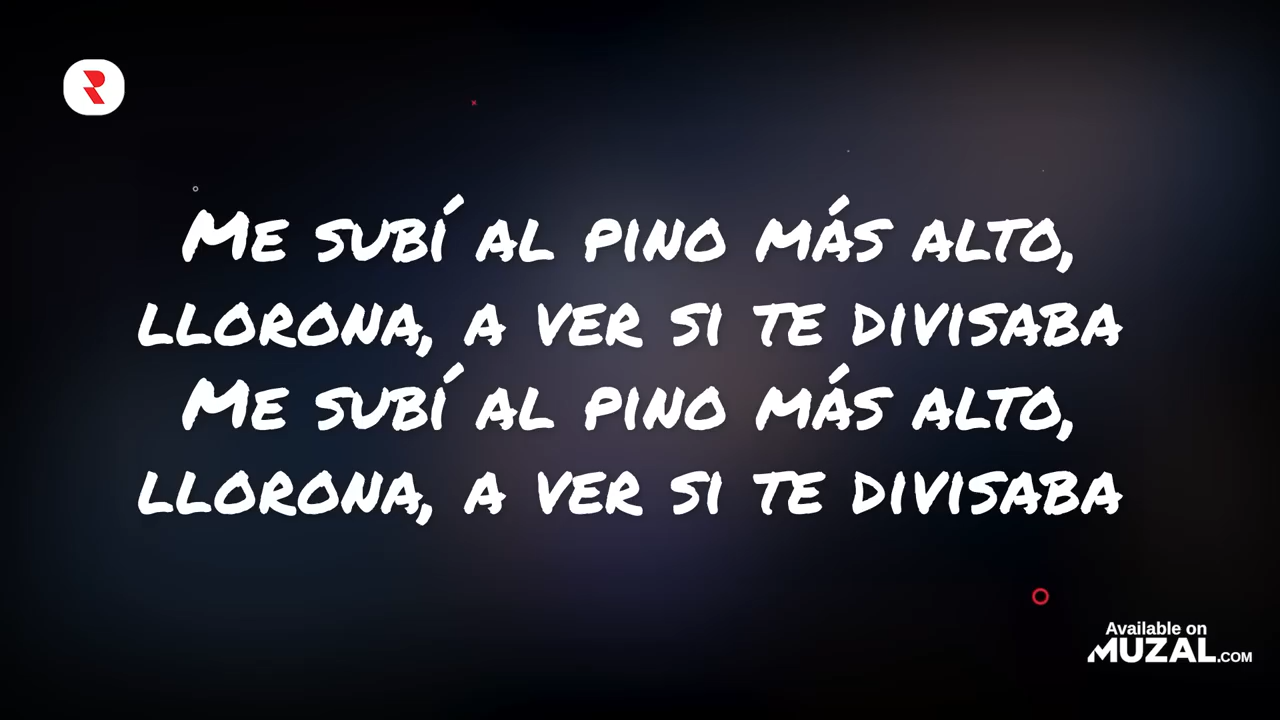 R
Me subí al pino más alto,
llorona, a ver si te divisaba
Me subí al pino más alto,
llorona, a ver si te divisaba
Available on
MUZAL.COM